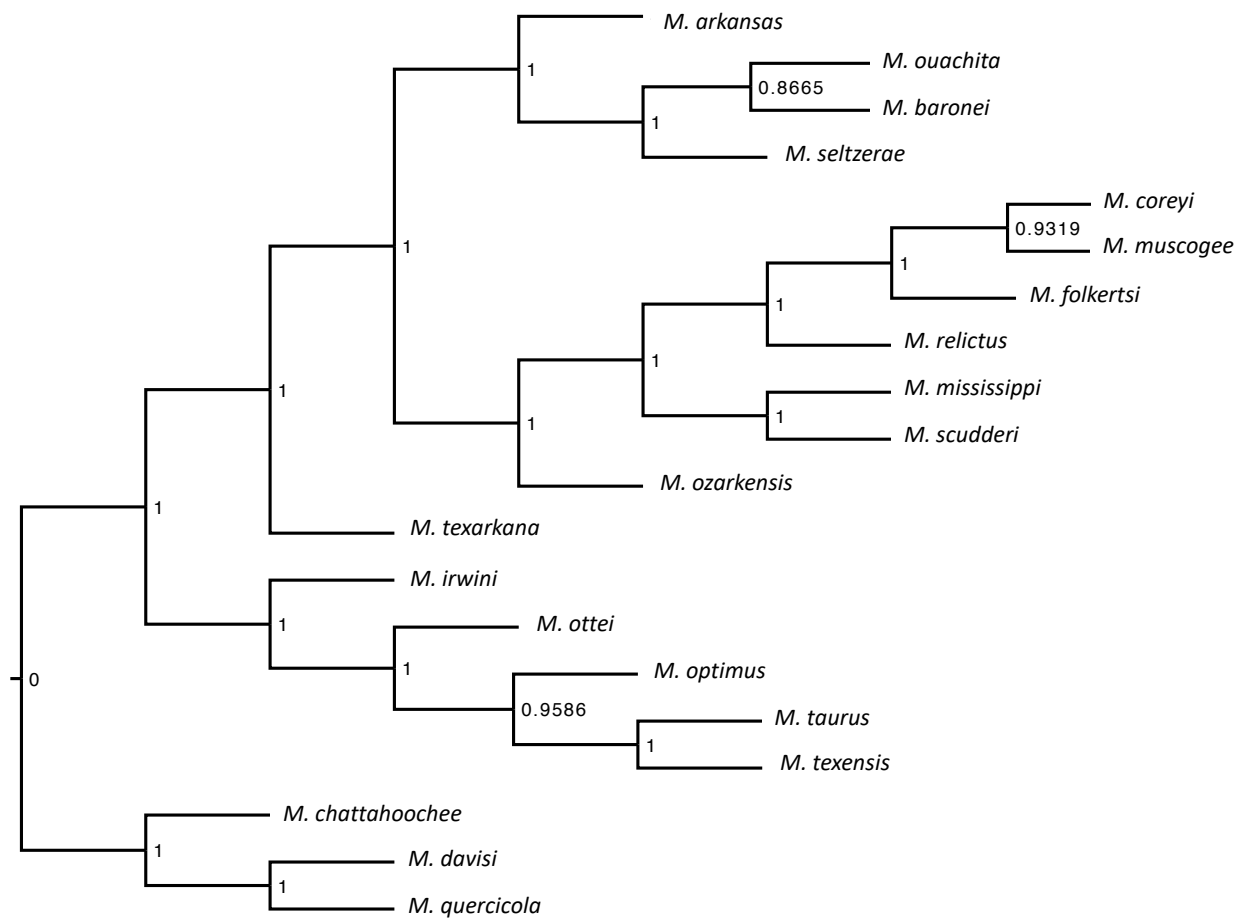 M. arkansas
1
M. ouachita
0.8665
M. baronei
1
M. seltzerae
M. coreyi
0.9319
M. muscogee
1
1
M. folkertsi
1
M. relictus
1
M. mississippi
1
1
M. scudderi
1
M. ozarkensis
1
M. texarkana
M. irwini
1
M. ottei
1
M. optimus
0
0.9586
M. taurus
1
M. texensis
M. chattahoochee
1
M. davisi
1
M. quercicola